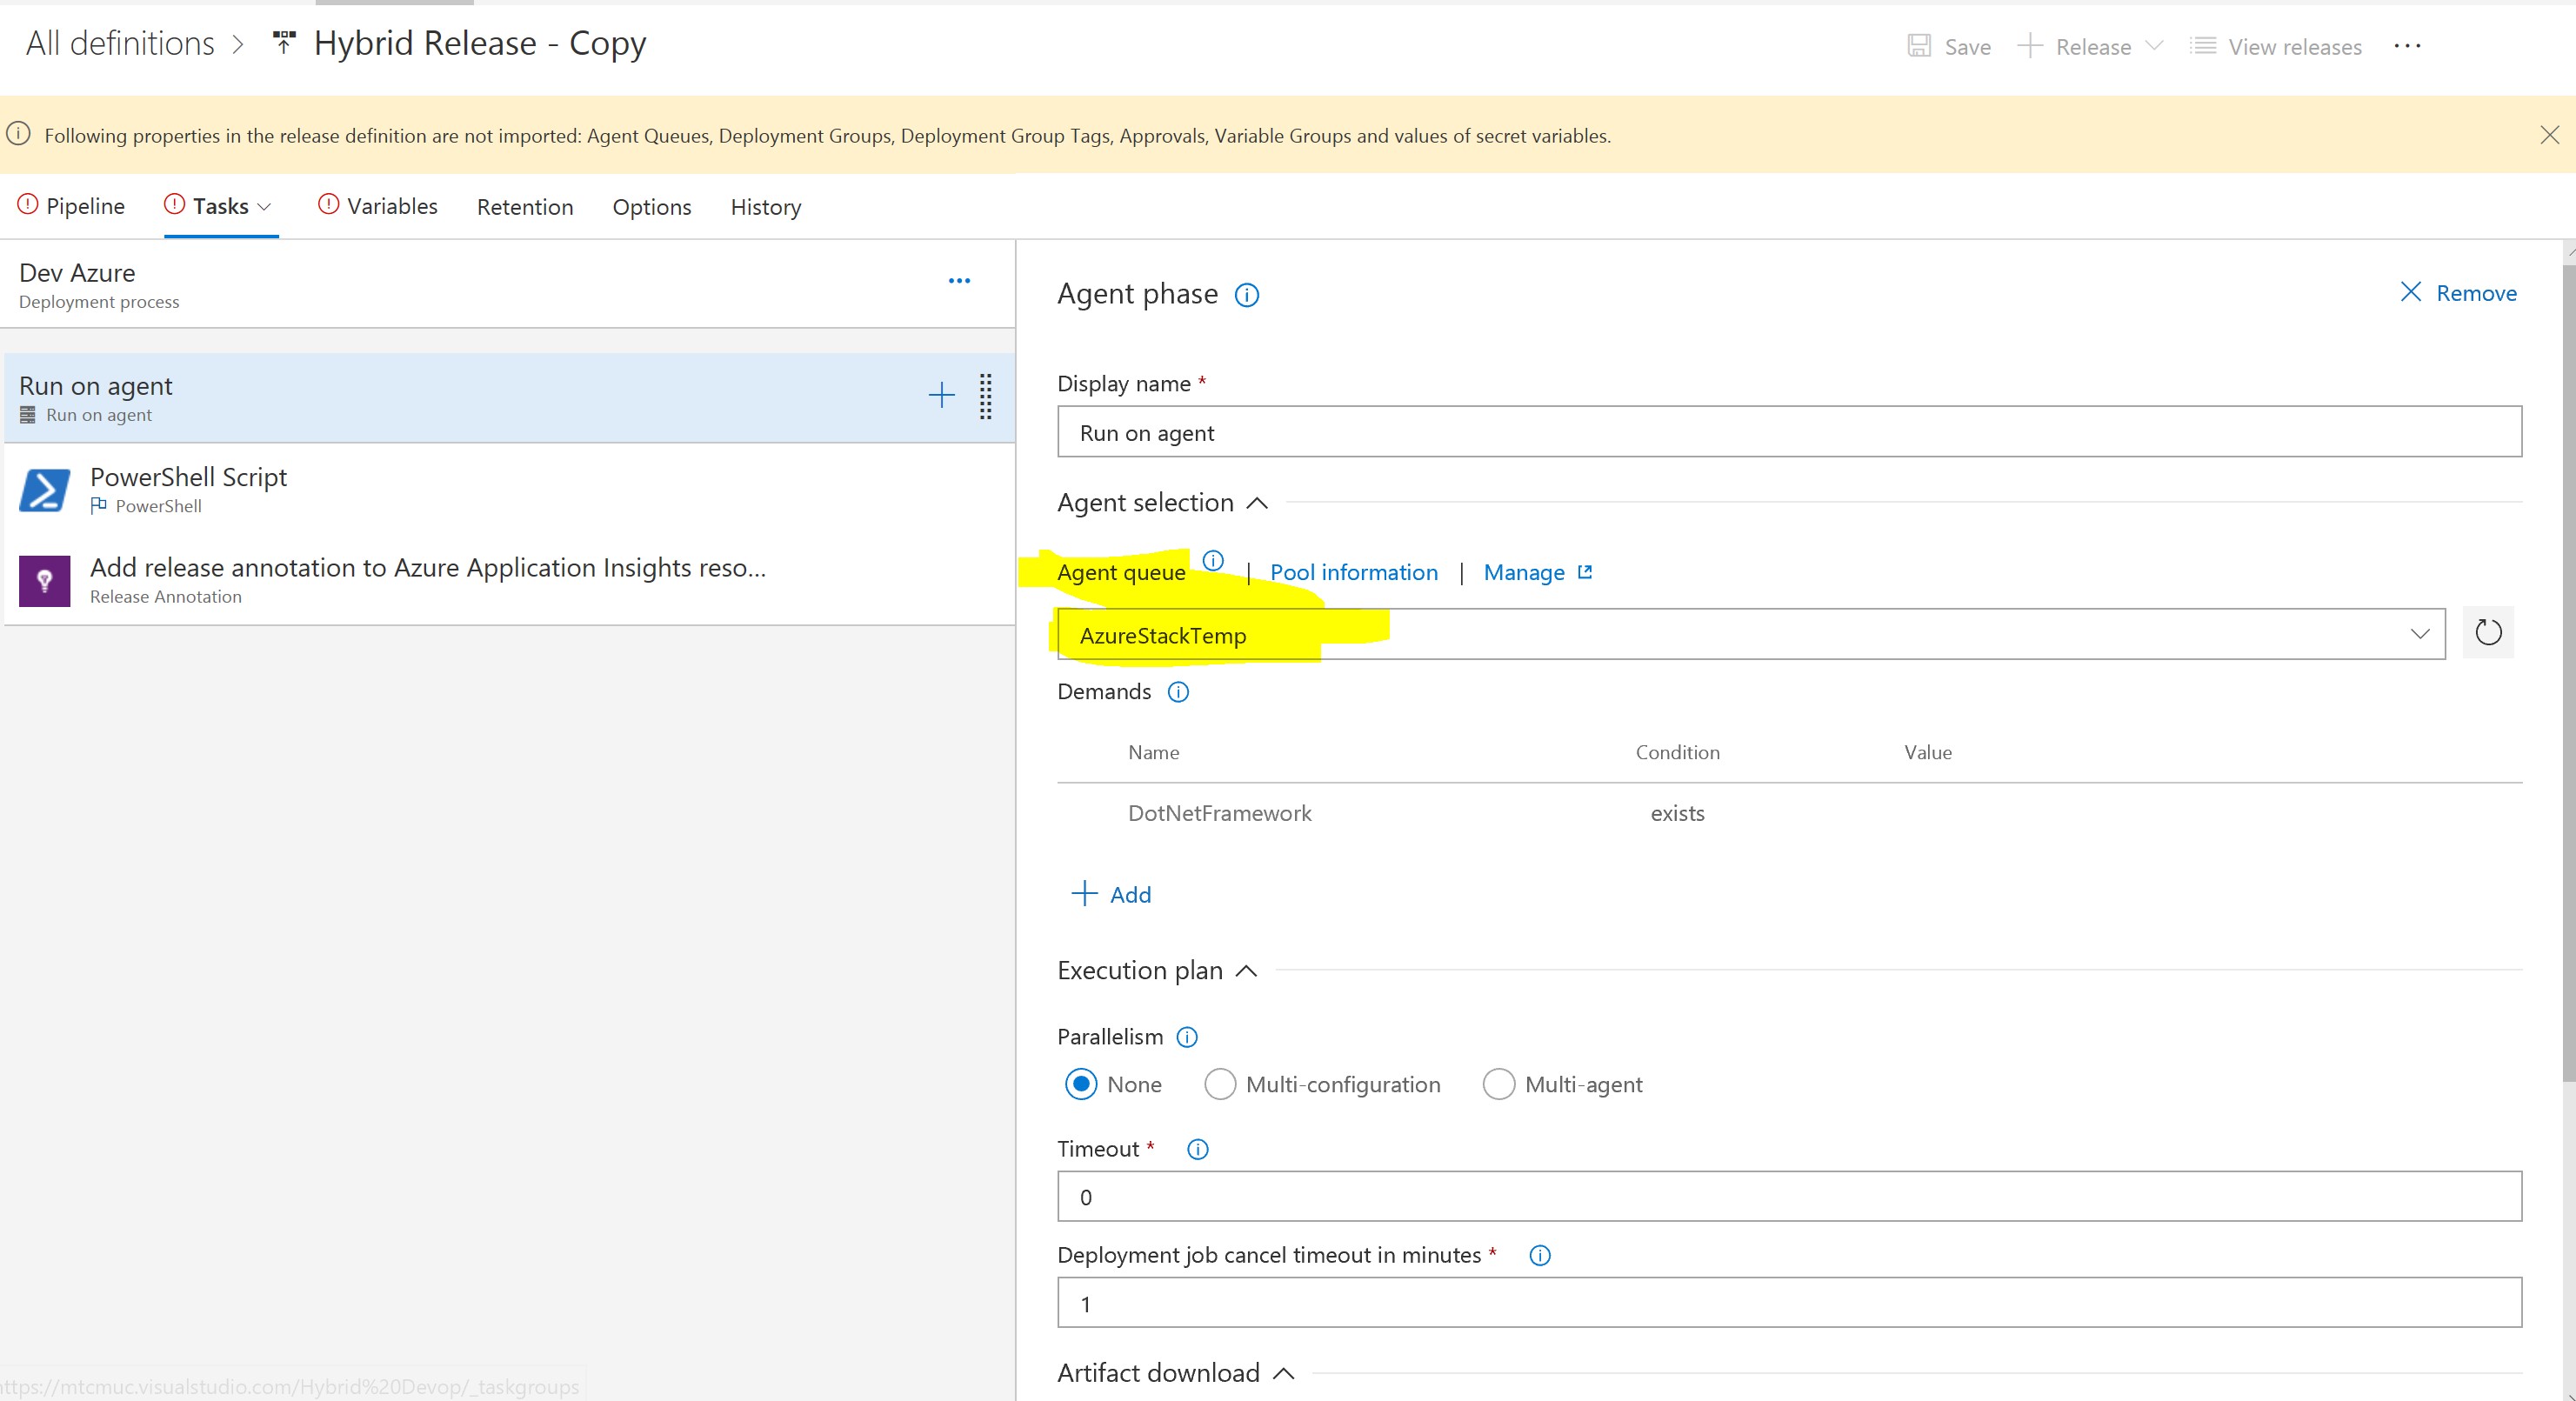 All definitions > Hybrid Release - Copy
Save + Release View releases ...
Following properties in the release definition are not imported: Agent Queues, Deployment Groups, Deployment Group Tags, Approvals, Variable Groups and values of secret variables.
Pipeline Tasks Variables Retention Options History
Dev Azure
Deployment process
...
Run on agent
Run on agent
PowerShell Script
PowerShell
Add release annotation to Azure Application Insights reso...
Release Annotation
Agent phase
Remove
Display name *
Run on agent
Agent selection
Agent queue | Pool information | Manage
AzureStackTemp
Demands
Name Condition Value
DotNetFramework exists
+ Add
Execution plan
Parallelism
None Multi-configuration Multi-agent
Timeout *
0
Deployment job cancel timeout in minutes *
1
Artifact download
ttps://mtcmuc.visualstudio.com/Hybrid%20Devop/_taskgroups